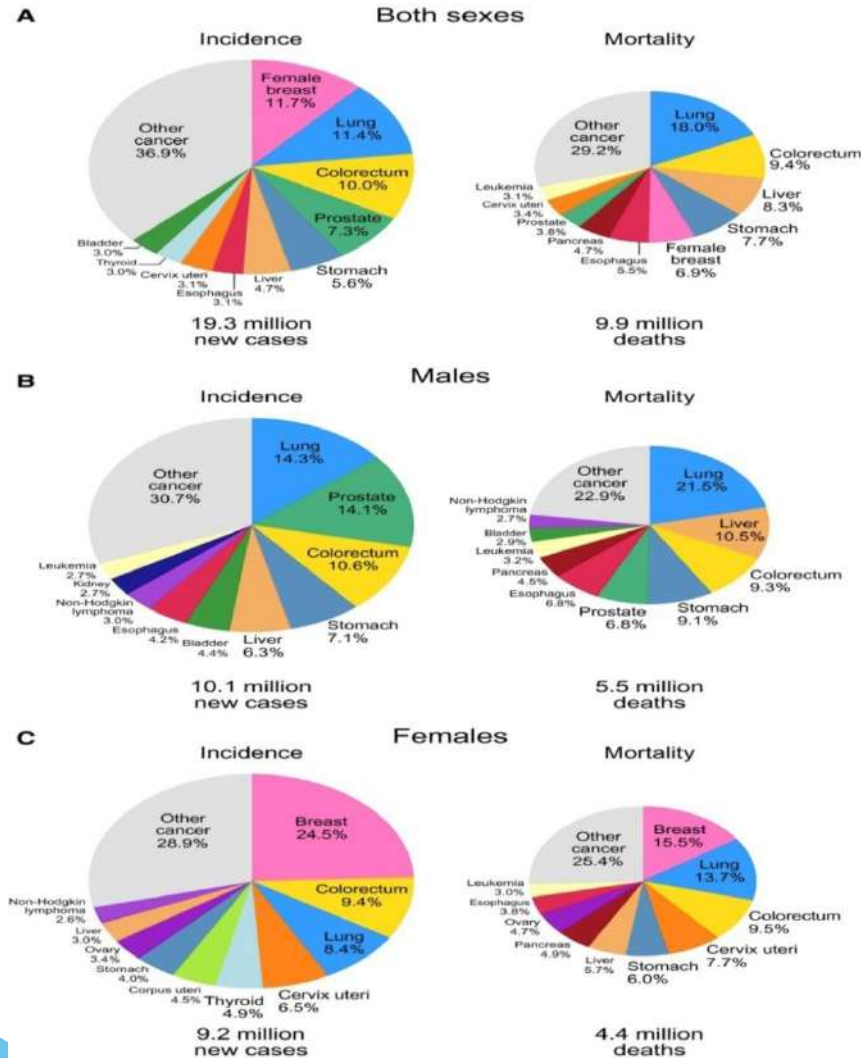 A
Both sexes
Incidence
Female
breast
11.7%
Lung
11.4%
Colorectum
10.0%
Prostate
7.3%
Stomach
5.6%
Liver
4.7%
Esophagus
3.1%
Cervix uteri
3.1%
Thyroid
3.0%
Bladder
3.0%
Other
cancer
36.9%
19.3 million
new cases
Mortality
Lung
18.0%
Colorectum
9.4%
Liver
8.3%
Stomach
7.7%
Female
breast
6.9%
Esophagus
5.5%
Pancreas
4.7%
Prostate
3.8%
Cervix uteri
3.4%
Leukemia
3.1%
Other
cancer
29.2%
9.9 million
deaths
B
Males
Incidence
Lung
14.3%
Prostate
14.1%
Colorectum
10.6%
Stomach
7.1%
Liver
6.3%
Bladder
4.4%
Esophagus
4.2%
Non-Hodgkin
lymphoma
3.0%
Kidney
2.7%
Leukemia
2.7%
Other
cancer
30.7%
10.1 million
new cases
Mortality
Lung
21.5%
Liver
10.5%
Colorectum
9.3%
Stomach
9.1%
Prostate
6.8%
Esophagus
6.8%
Pancreas
4.5%
Leukemia
3.2%
Bladder
2.9%
Non-Hodgkin
lymphoma
2.7%
Other
cancer
22.9%
5.5 million
deaths
C
Females
Incidence
Breast
24.5%
Colorectum
9.4%
Lung
8.4%
Cervix uteri
6.5%
Thyroid
4.9%
Corpus uteri
4.5%
Stomach
4.0%
Ovary
3.4%
Liver
3.0%
Non-Hodgkin
lymphoma
2.6%
Other
cancer
28.9%
9.2 million
new cases
Mortality
Breast
15.5%
Lung
13.7%
Colorectum
9.5%
Cervix uteri
7.7%
Stomach
6.0%
Liver
5.7%
Pancreas
4.9%
Ovary
4.7%
Esophagus
3.8%
Leukemia
3.0%
Other
cancer
25.4%
4.4 million
deaths